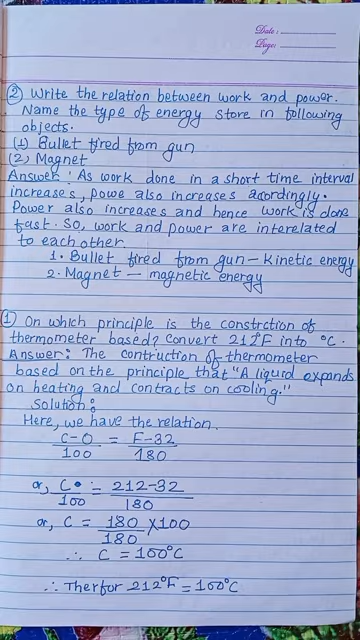 Date:
Page:
② Write the relation between work and power.
Name the type of energy store in following
objects.
(1) Bullet fired from gun
(2) Magnet
Answer: As work done in a short time interval
increases, powe also increases acordingly.
Power also increases and hence work is done
fast. So, work and power are interelated
to each other.
1. Bullet fired from gun — Kinetic energy
2. Magnet — magnetic energy
① On which principle is the constrction of
thermometer based? Convert 212°F into °C.
Answer: The contruction of thermometer
based on the principle that "A liquid expands
on heating and contracts on cooling."
Solution:
Here, we have the relation.
C-0/100 = F-32/180
or, C/100 = 212-32/180
or, C = 180/180 × 100
∴ C = 100°C
∴ Therfor 212°F = 100°C